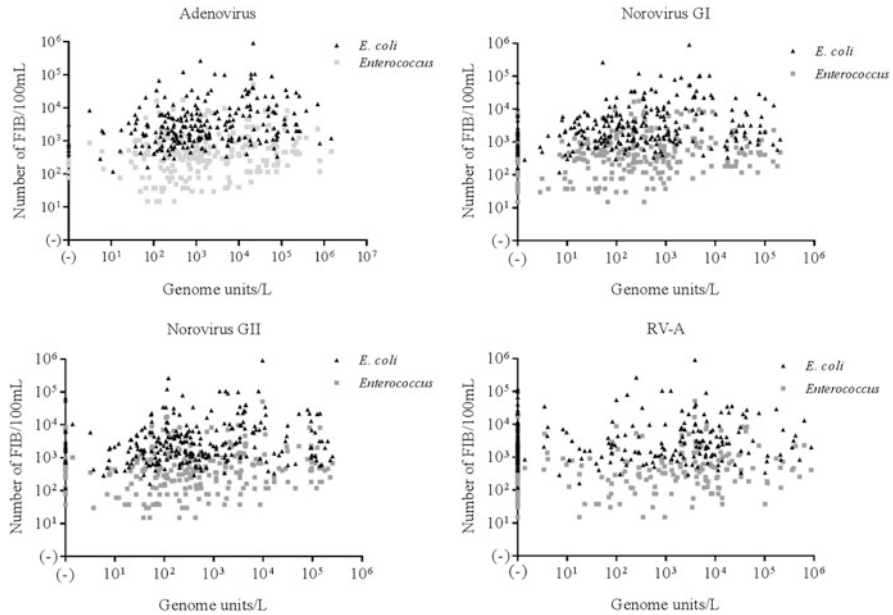 Adenovirus
Number of FIB/100mL
10⁶
10⁵
10⁴
10³
10²
10¹
(-)
(-) 10¹ 10² 10³ 10⁴ 10⁵ 10⁶ 10⁷
Genome units/L
E. coli
Enterococcus
Norovirus GI
Number of FIB/100mL
10⁶
10⁵
10⁴
10³
10²
10¹
(-)
(-) 10¹ 10² 10³ 10⁴ 10⁵ 10⁶
Genome units/L
E. coli
Enterococcus
Norovirus GII
Number of FIB/100mL
10⁶
10⁵
10⁴
10³
10²
10¹
(-)
(-) 10¹ 10² 10³ 10⁴ 10⁵ 10⁶
Genome units/L
E. coli
Enterococcus
RV-A
Number of FIB/100mL
10⁶
10⁵
10⁴
10³
10²
10¹
(-)
(-) 10¹ 10² 10³ 10⁴ 10⁵ 10⁶
Genome units/L
E. coli
Enterococcus